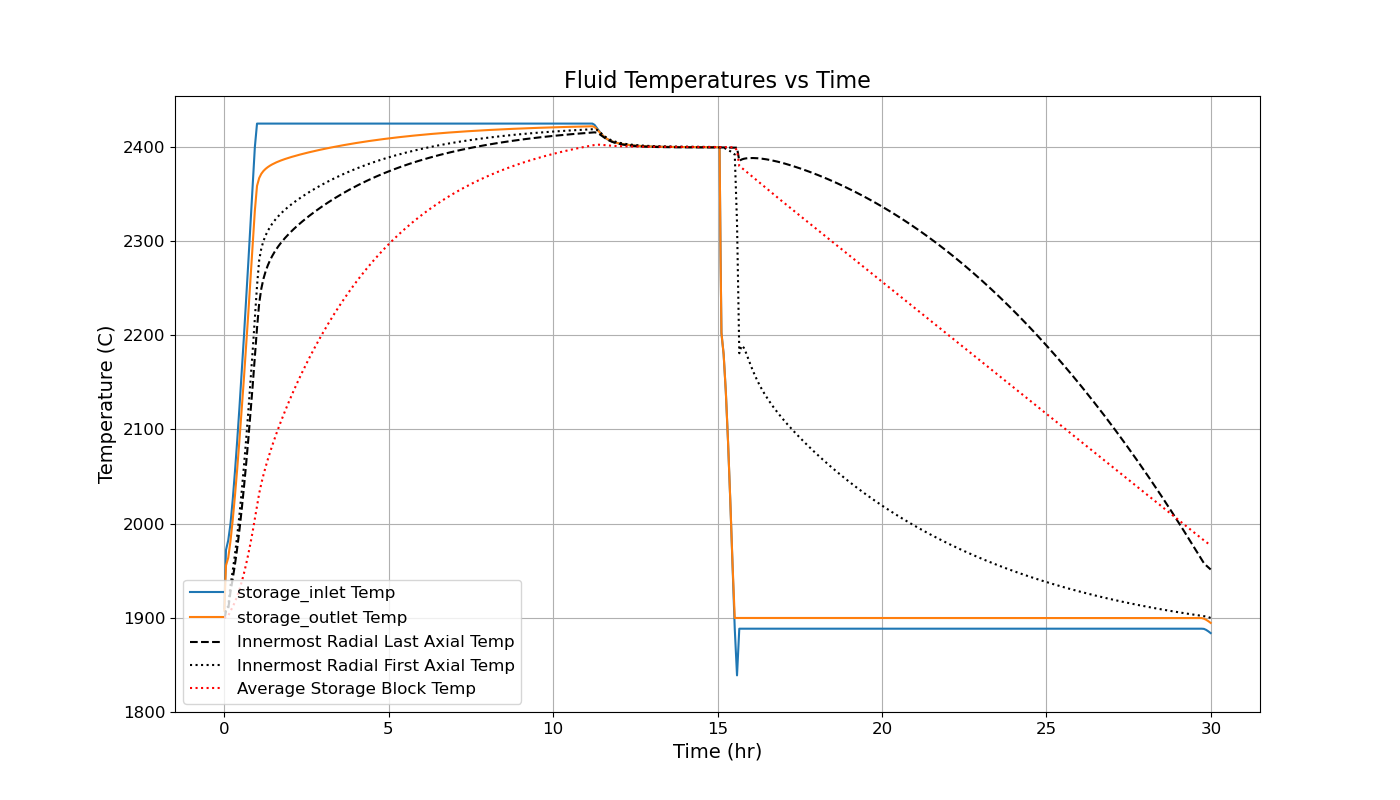 Fluid Temperatures vs Time
Temperature (C)
2400
2300
2200
2100
2000
1900
1800
storage_inlet Temp
storage_outlet Temp
Innermost Radial Last Axial Temp
Innermost Radial First Axial Temp
Average Storage Block Temp
0 5 10 15 20 25 30
Time (hr)